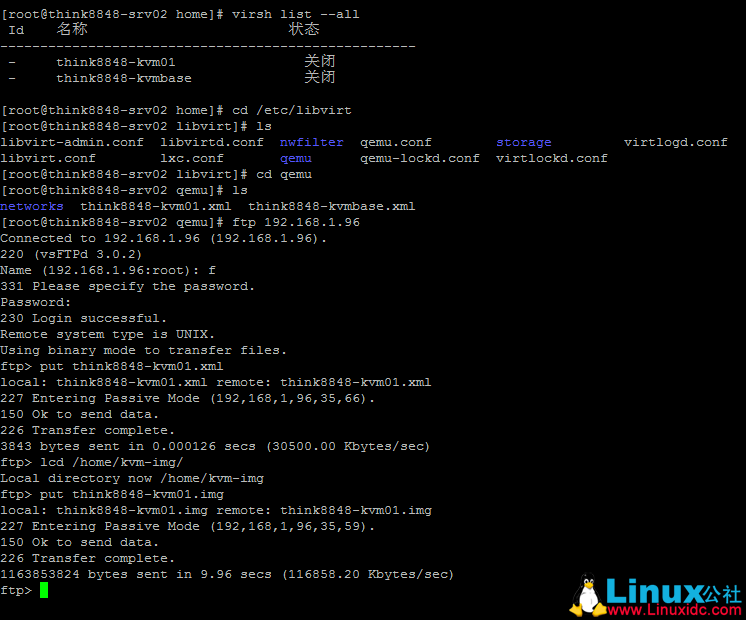 [root@think8848-srv02 home]# virsh list --all
 Id    名称                         状态
----------------------------------------------------
 -     think8848-kvm01                关闭
 -     think8848-kvmbase              关闭

[root@think8848-srv02 home]# cd /etc/libvirt
[root@think8848-srv02 libvirt]# ls
libvirt-admin.conf  libvirtd.conf  nwfilter  qemu.conf        storage         virtlogd.conf
libvirt.conf        lxc.conf       qemu      qemu-lockd.conf  virtlockd.conf
[root@think8848-srv02 libvirt]# cd qemu
[root@think8848-srv02 qemu]# ls
networks  think8848-kvm01.xml  think8848-kvmbase.xml
[root@think8848-srv02 qemu]# ftp 192.168.1.96
Connected to 192.168.1.96 (192.168.1.96).
220 (vsFTPd 3.0.2)
Name (192.168.1.96:root): f
331 Please specify the password.
Password:
230 Login successful.
Remote system type is UNIX.
Using binary mode to transfer files.
ftp> put think8848-kvm01.xml
local: think8848-kvm01.xml remote: think8848-kvm01.xml
227 Entering Passive Mode (192,168,1,96,35,66).
150 Ok to send data.
226 Transfer complete.
3843 bytes sent in 0.000126 secs (30500.00 Kbytes/sec)
ftp> lcd /home/kvm-img/
Local directory now /home/kvm-img
ftp> put think8848-kvm01.img
local: think8848-kvm01.img remote: think8848-kvm01.img
227 Entering Passive Mode (192,168,1,96,35,59).
150 Ok to send data.
226 Transfer complete.
1163853824 bytes sent in 9.96 secs (116858.20 Kbytes/sec)
ftp>
Linux公社
www.Linuxidc.com